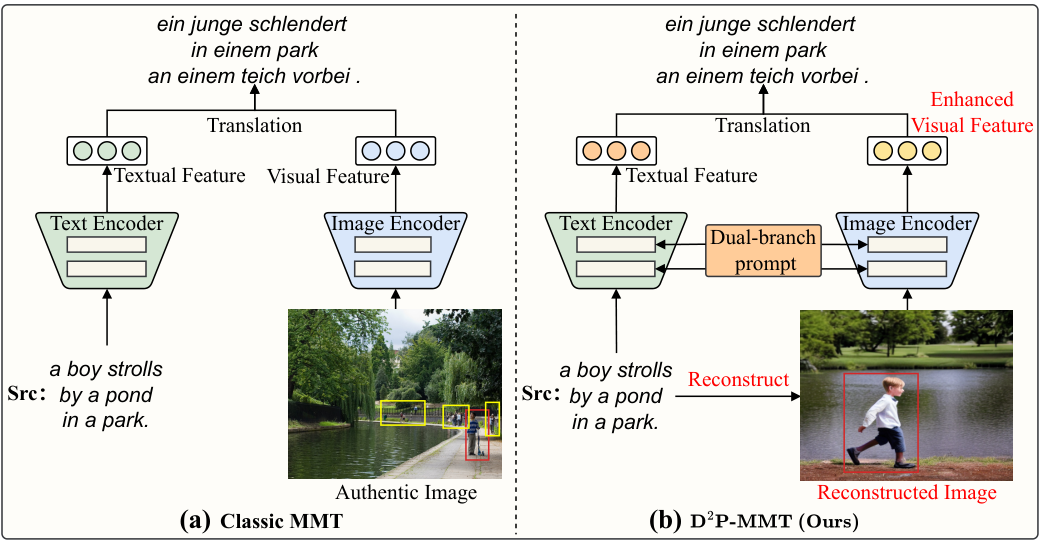 ein junge schlendert
in einem park
an einem teich vorbei .
Translation
Textual Feature
Visual Feature
Text Encoder
Image Encoder
a boy strolls
Src: by a pond
in a park.
Authentic Image
(a) Classic MMT
ein junge schlendert
in einem park
an einem teich vorbei .
Enhanced
Visual Feature
Translation
Textual Feature
Text Encoder
Image Encoder
Dual-branch
prompt
a boy strolls
Src: by a pond
in a park.
Reconstruct
Reconstructed Image
(b) D²P-MMT (Ours)